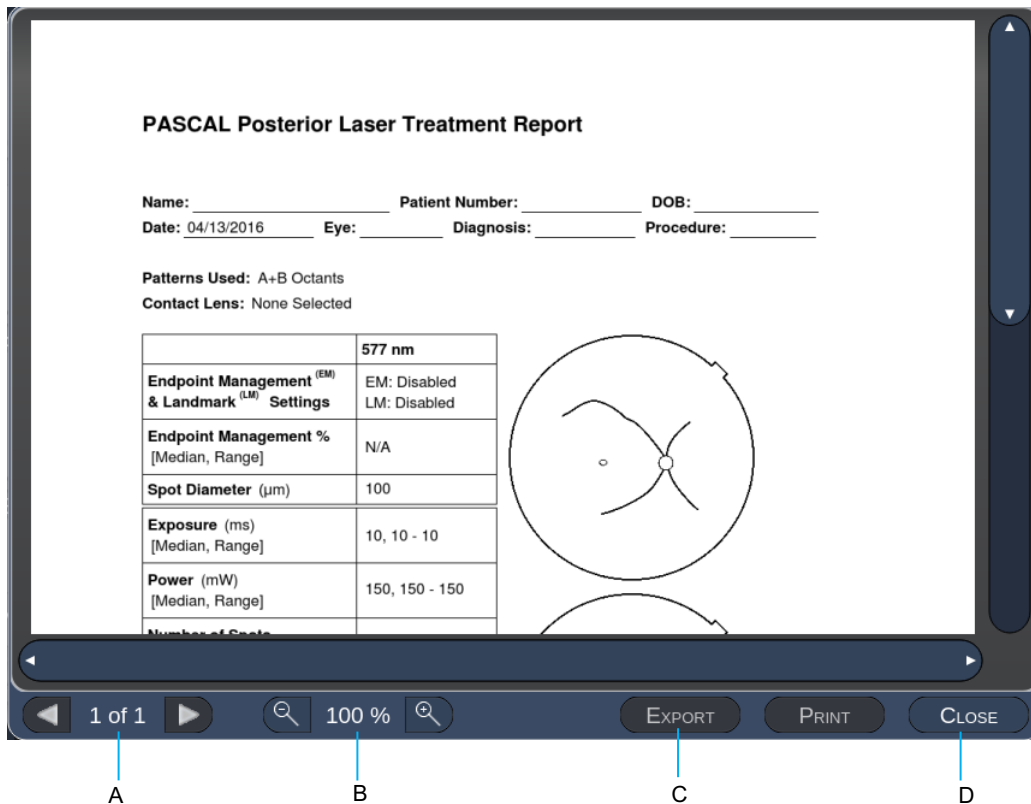 PASCAL Posterior Laser Treatment Report
Name: Patient Number: DOB:
Date: 04/13/2016 Eye: Diagnosis: Procedure:
Patterns Used: A+B Octants
Contact Lens: None Selected
577 nm
Endpoint Management (EM) & Landmark (LM) Settings
EM: Disabled
LM: Disabled
Endpoint Management %
[Median, Range]
N/A
Spot Diameter (µm) 100
Exposure (ms)
[Median, Range]
10, 10 - 10
Power (mW)
[Median, Range]
150, 150 - 150
Number of Spots
1 of 1 100 % EXPORT PRINT CLOSE
A B C D